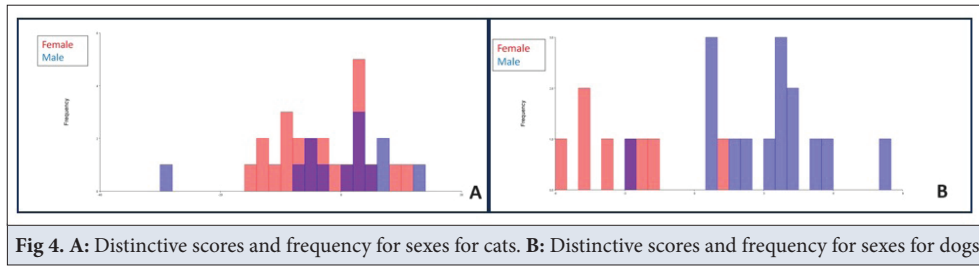 Female
Male
Frequency
A
Female
Male
Frequency
B
Fig 4. A: Distinctive scores and frequency for sexes for cats. B: Distinctive scores and frequency for sexes for dogs